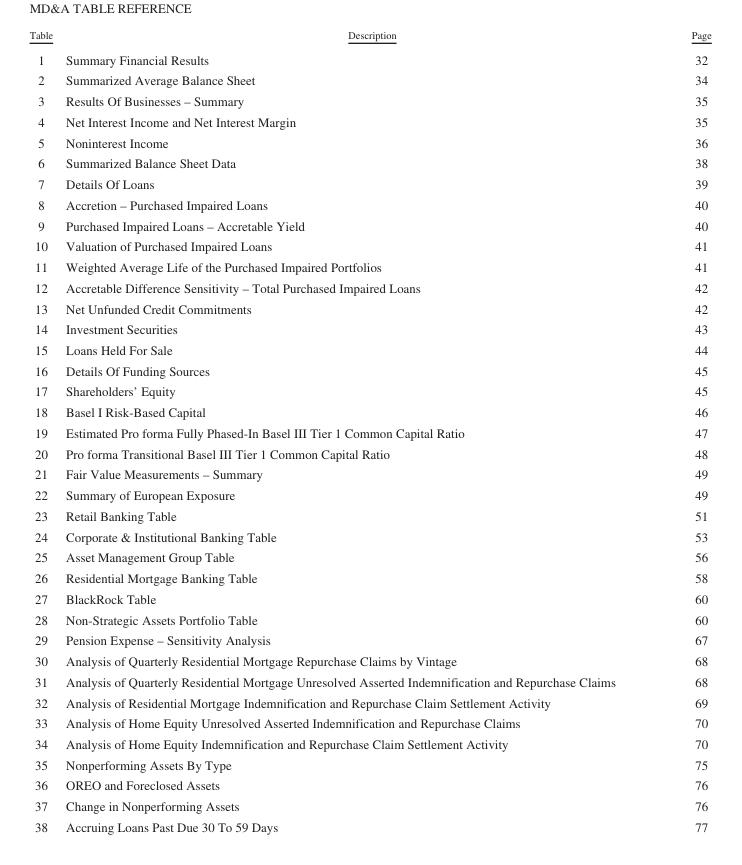 MD&A TABLE REFERENCE
Table Description Page
1 Summary Financial Results 32
2 Summarized Average Balance Sheet 34
3 Results Of Businesses – Summary 35
4 Net Interest Income and Net Interest Margin 35
5 Noninterest Income 36
6 Summarized Balance Sheet Data 38
7 Details Of Loans 39
8 Accretion – Purchased Impaired Loans 40
9 Purchased Impaired Loans – Accretable Yield 40
10 Valuation of Purchased Impaired Loans 41
11 Weighted Average Life of the Purchased Impaired Portfolios 41
12 Accretable Difference Sensitivity – Total Purchased Impaired Loans 42
13 Net Unfunded Credit Commitments 42
14 Investment Securities 43
15 Loans Held For Sale 44
16 Details Of Funding Sources 45
17 Shareholders’ Equity 45
18 Basel I Risk-Based Capital 46
19 Estimated Pro forma Fully Phased-In Basel III Tier 1 Common Capital Ratio 47
20 Pro forma Transitional Basel III Tier 1 Common Capital Ratio 48
21 Fair Value Measurements – Summary 49
22 Summary of European Exposure 49
23 Retail Banking Table 51
24 Corporate & Institutional Banking Table 53
25 Asset Management Group Table 56
26 Residential Mortgage Banking Table 58
27 BlackRock Table 60
28 Non-Strategic Assets Portfolio Table 60
29 Pension Expense – Sensitivity Analysis 67
30 Analysis of Quarterly Residential Mortgage Repurchase Claims by Vintage 68
31 Analysis of Quarterly Residential Mortgage Unresolved Asserted Indemnification and Repurchase Claims 68
32 Analysis of Residential Mortgage Indemnification and Repurchase Claim Settlement Activity 69
33 Analysis of Home Equity Unresolved Asserted Indemnification and Repurchase Claims 70
34 Analysis of Home Equity Indemnification and Repurchase Claim Settlement Activity 70
35 Nonperforming Assets By Type 75
36 OREO and Foreclosed Assets 76
37 Change in Nonperforming Assets 76
38 Accruing Loans Past Due 30 To 59 Days 77